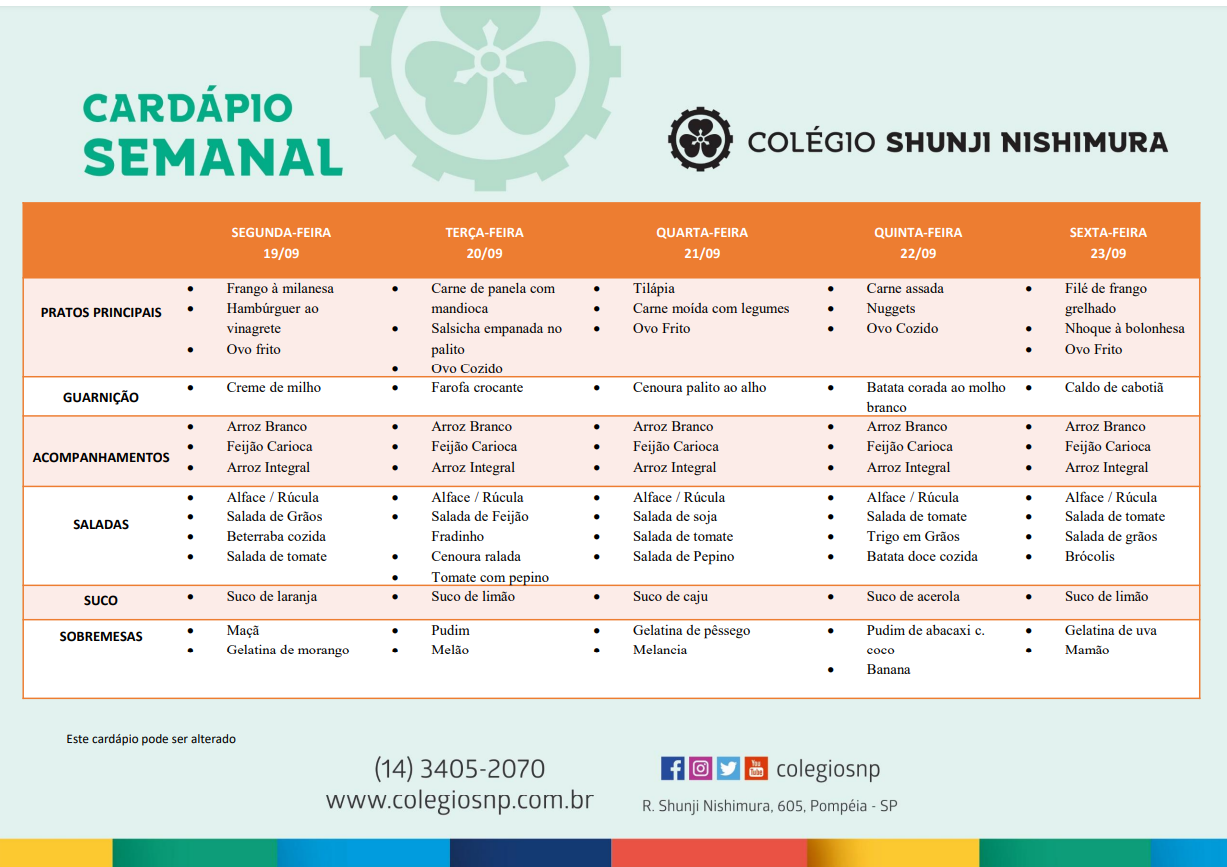 CARDÁPIO
SEMANAL
COLÉGIO SHUNJI NISHIMURA
SEGUNDA-FEIRA
19/09
TERÇA-FEIRA
20/09
QUARTA-FEIRA
21/09
QUINTA-FEIRA
22/09
SEXTA-FEIRA
23/09
PRATOS PRINCIPAIS
• Frango à milanesa
• Hambúrguer ao
vinagrete
• Ovo frito
• Carne de panela com
mandioca
• Salsicha empanada no
palito
• Ovo Cozido
• Tilápia
• Carne moída com legumes
• Ovo Frito
• Carne assada
• Nuggets
• Ovo Cozido
• Filé de frango
grelhado
• Nhoque à bolonhesa
• Ovo Frito
GUARNIÇÃO
• Creme de milho
• Farofa crocante
• Cenoura palito ao alho
• Batata corada ao molho
branco
• Caldo de cabotiã
ACOMPANHAMENTOS
• Arroz Branco
• Feijão Carioca
• Arroz Integral
• Arroz Branco
• Feijão Carioca
• Arroz Integral
• Arroz Branco
• Feijão Carioca
• Arroz Integral
• Arroz Branco
• Feijão Carioca
• Arroz Integral
• Arroz Branco
• Feijão Carioca
• Arroz Integral
SALADAS
• Alface / Rúcula
• Salada de Grãos
• Beterraba cozida
• Salada de tomate
• Alface / Rúcula
• Salada de Feijão
Fradinho
• Cenoura ralada
• Tomate com pepino
• Alface / Rúcula
• Salada de soja
• Salada de tomate
• Salada de Pepino
• Alface / Rúcula
• Salada de tomate
• Trigo em Grãos
• Batata doce cozida
• Alface / Rúcula
• Salada de tomate
• Salada de grãos
• Brócolis
SUCO
• Suco de laranja
• Suco de limão
• Suco de caju
• Suco de acerola
• Suco de limão
SOBREMESAS
• Maçã
• Gelatina de morango
• Pudim
• Melão
• Gelatina de pêssego
• Melancia
• Pudim de abacaxi c.
coco
• Banana
• Gelatina de uva
• Mamão
Este cardápio pode ser alterado
(14) 3405-2070
www.colegiosnp.com.br
You Tube
colegiosnp
R. Shunji Nishimura, 605, Pompéia - SP